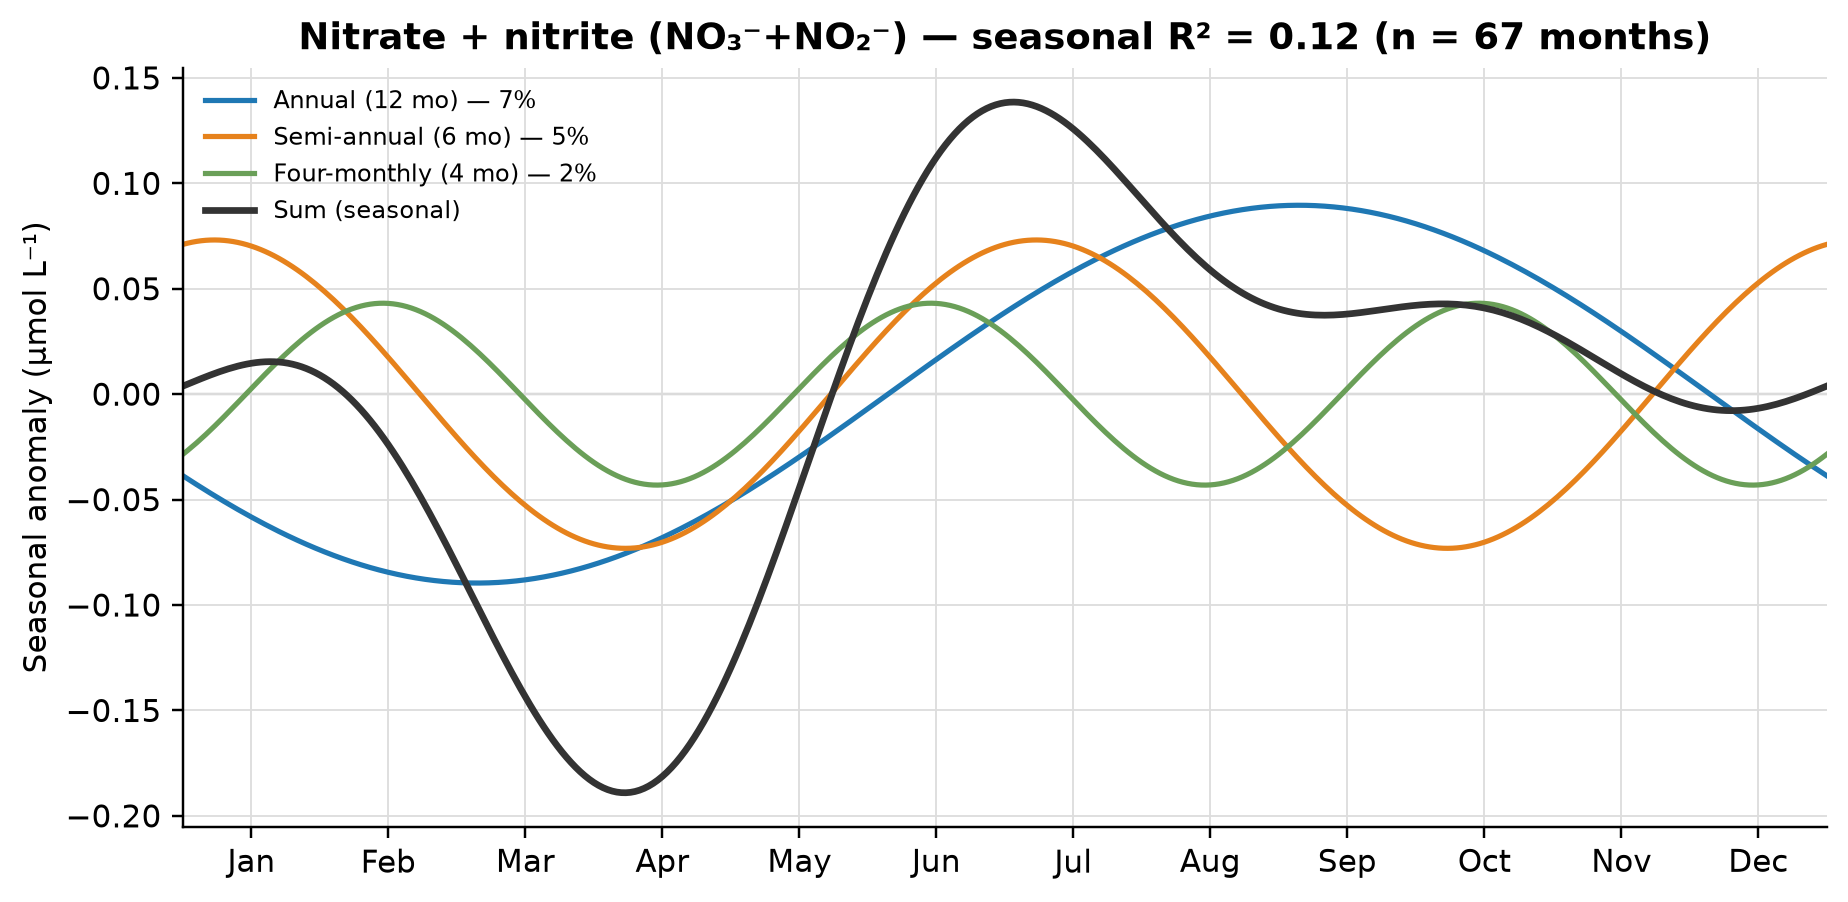 Nitrate + nitrite (NO₃⁻+NO₂⁻) — seasonal R² = 0.12 (n = 67 months)
Annual (12 mo) — 7%
Semi-annual (6 mo) — 5%
Four-monthly (4 mo) — 2%
Sum (seasonal)
Seasonal anomaly (µmol L⁻¹)
0.15
0.10
0.05
0.00
−0.05
−0.10
−0.15
−0.20
Jan Feb Mar Apr May Jun Jul Aug Sep Oct Nov Dec